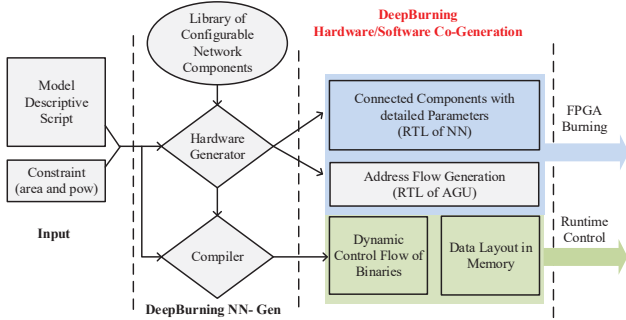 DeepBurning
Hardware/Software Co-Generation
Library of
Configurable
Network
Components
Model
Descriptive
Script
Constraint
(area and pow)
Input
Hardware
Generator
Compiler
DeepBurning NN- Gen
Connected Components with
detailed Parameters
(RTL of NN)
Address Flow Generation
(RTL of AGU)
Dynamic
Control Flow of
Binaries
Data Layout in
Memory
FPGA
Burning
Runtime
Control